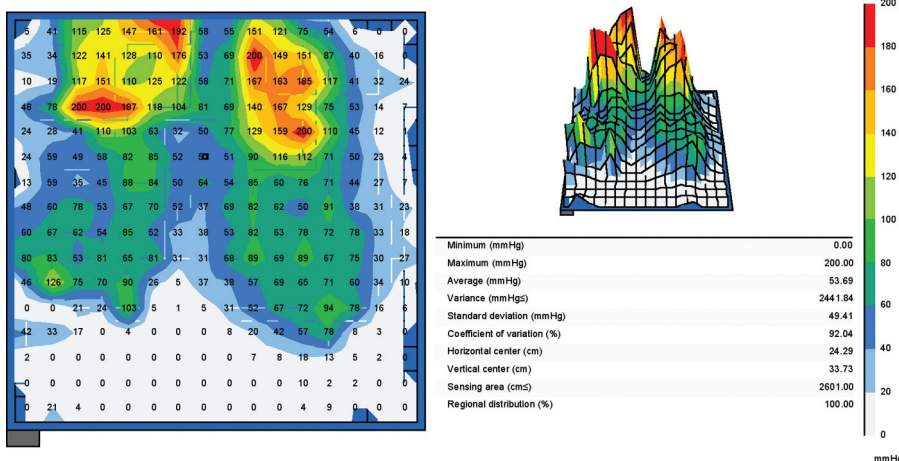 5 41 115 125 147 161 192 58 55 151 121 75 54 6 0 0
35 34 122 141 128 110 176 53 69 200 149 151 87 40 16
10 19 117 151 110 125 122 58 71 167 163 185 117 41 32 24
48 78 200 200 187 118 104 81 69 140 167 129 75 53 14 7
24 28 41 110 103 63 32 50 77 129 159 200 110 45 12 1
24 59 49 58 82 85 52 51 90 116 112 71 50 23 4
13 59 35 45 88 84 50 64 54 85 60 76 71 44 27 7
48 60 78 53 67 70 52 37 69 82 62 50 91 38 31 23
60 67 62 54 85 52 33 38 53 82 63 78 72 78 33 18
80 83 53 81 65 81 31 31 68 89 69 89 67 75 30 27
46 126 75 70 90 26 5 37 38 57 69 65 71 60 34 10
0 0 21 24 103 5 1 5 31 52 67 72 94 78 16 6
42 33 17 0 4 0 0 0 8 20 42 57 78 8 3 0
2 0 0 0 0 0 0 0 0 7 8 18 13 5 2 0
0 0 0 0 0 0 0 0 0 0 0 10 2 2 0 0
0 21 4 0 0 0 0 0 0 0 0 4 9 0 0 0
Minimum (mmHg) 0.00
Maximum (mmHg) 200.00
Average (mmHg) 53.69
Variance (mmHg≤) 2441.84
Standard deviation (mmHg) 49.41
Coefficient of variation (%) 92.04
Horizontal center (cm) 24.29
Vertical center (cm) 33.73
Sensing area (cm≤) 2601.00
Regional distribution (%) 100.00
200
180
160
140
120
100
80
60
40
20
0
mmHg